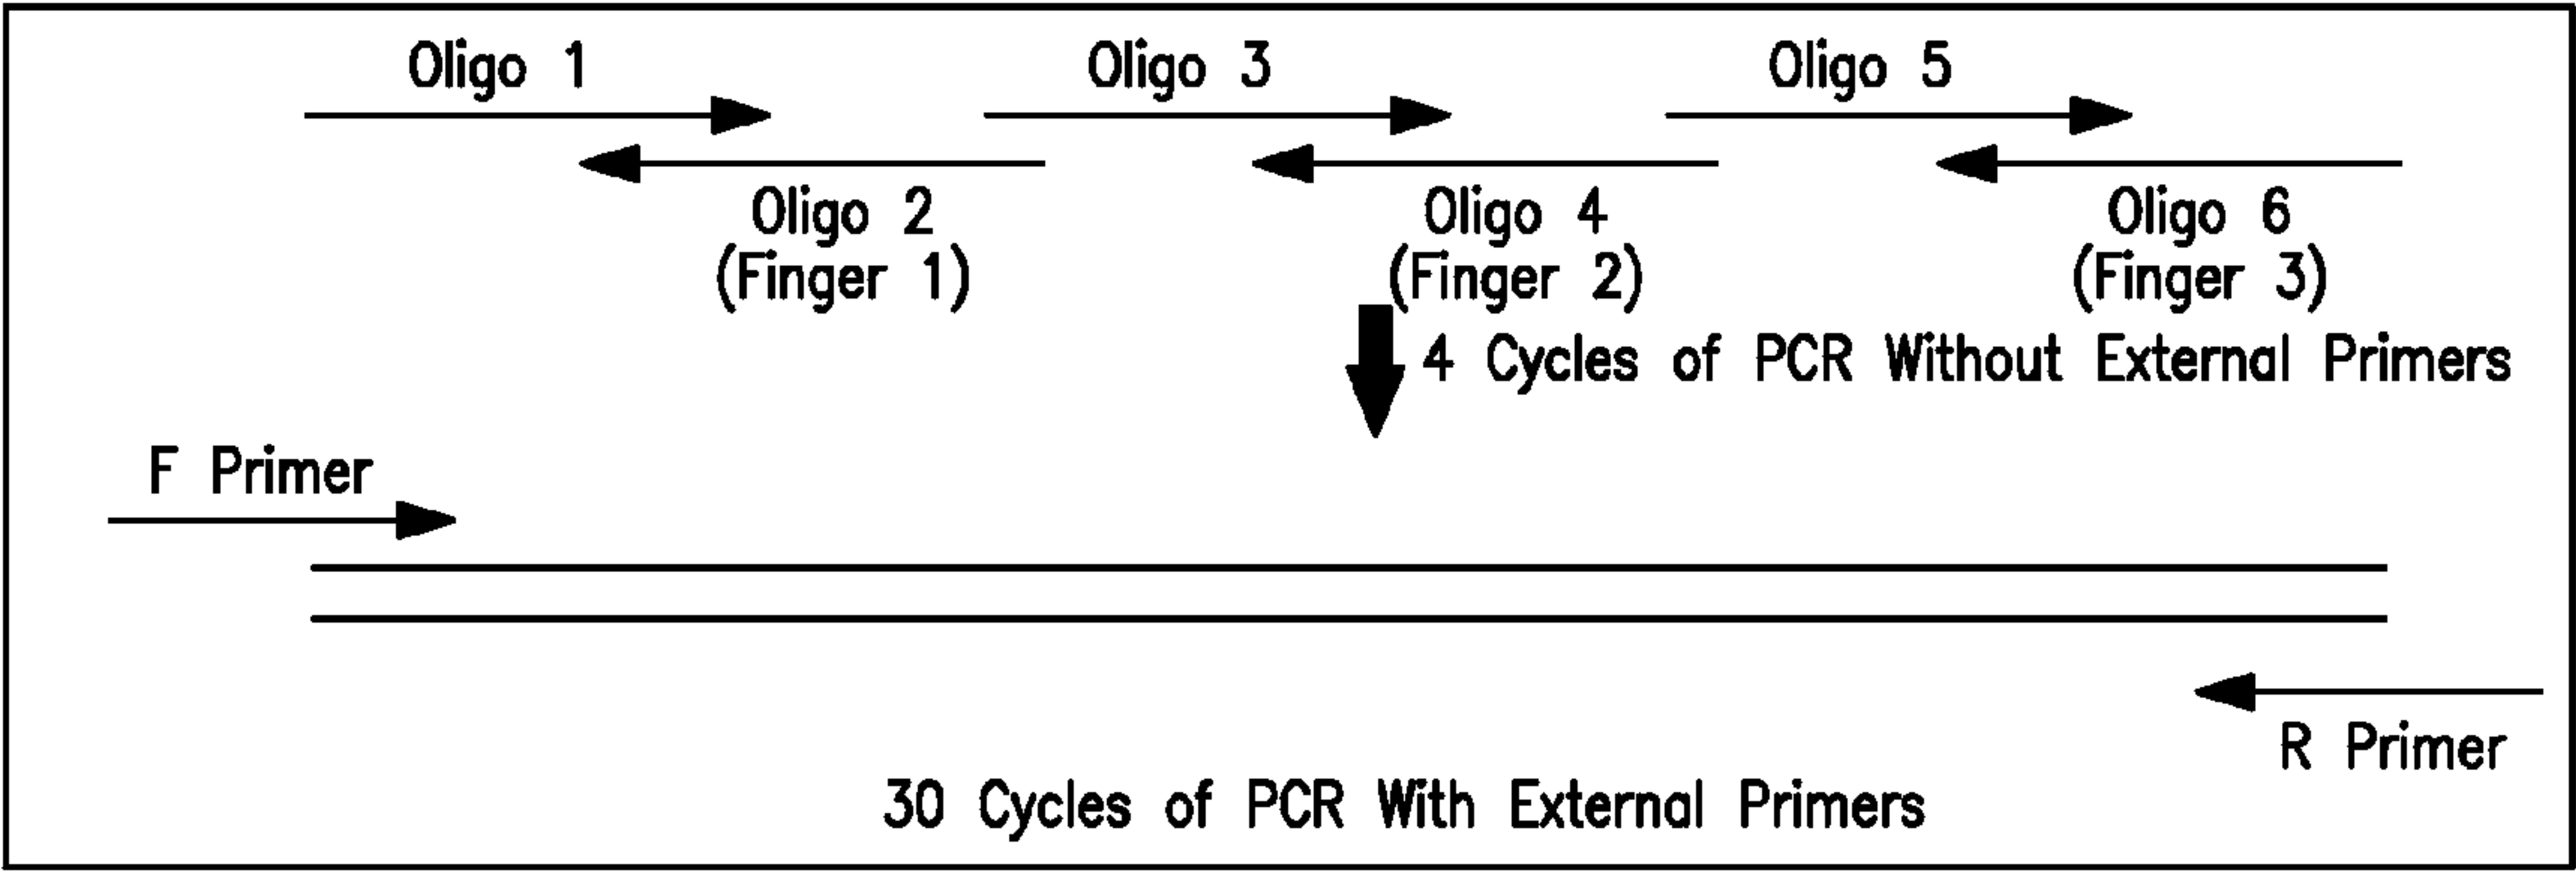 Oligo 1
Oligo 3
Oligo 5
Oligo 2
(Finger 1)
Oligo 4
(Finger 2)
Oligo 6
(Finger 3)
4 Cycles of PCR Without External Primers
F Primer
R Primer
30 Cycles of PCR With External Primers